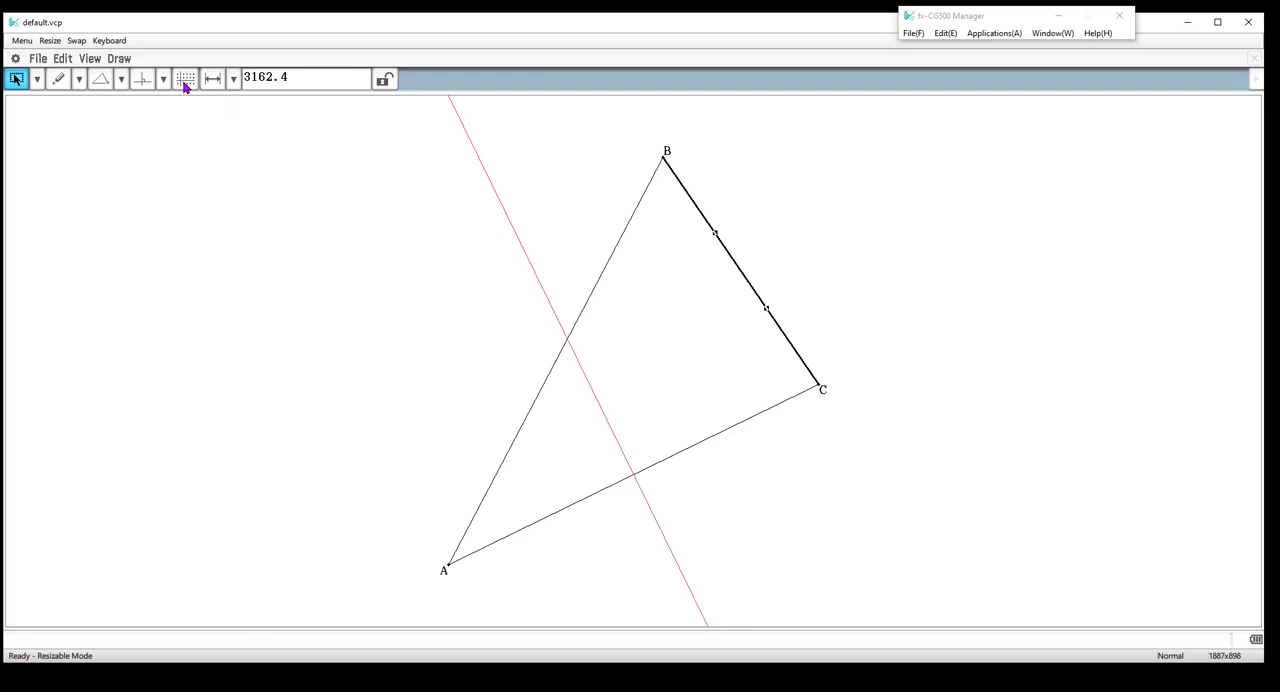 default.vcp
fx-CG500 Manager
Menu Resize Swap Keyboard
File(F) Edit(E) Applications(A) Window(W) Help(H)
File Edit View Draw
3162.4
B
C
A
Ready - Resizable Mode
Normal 1887x898